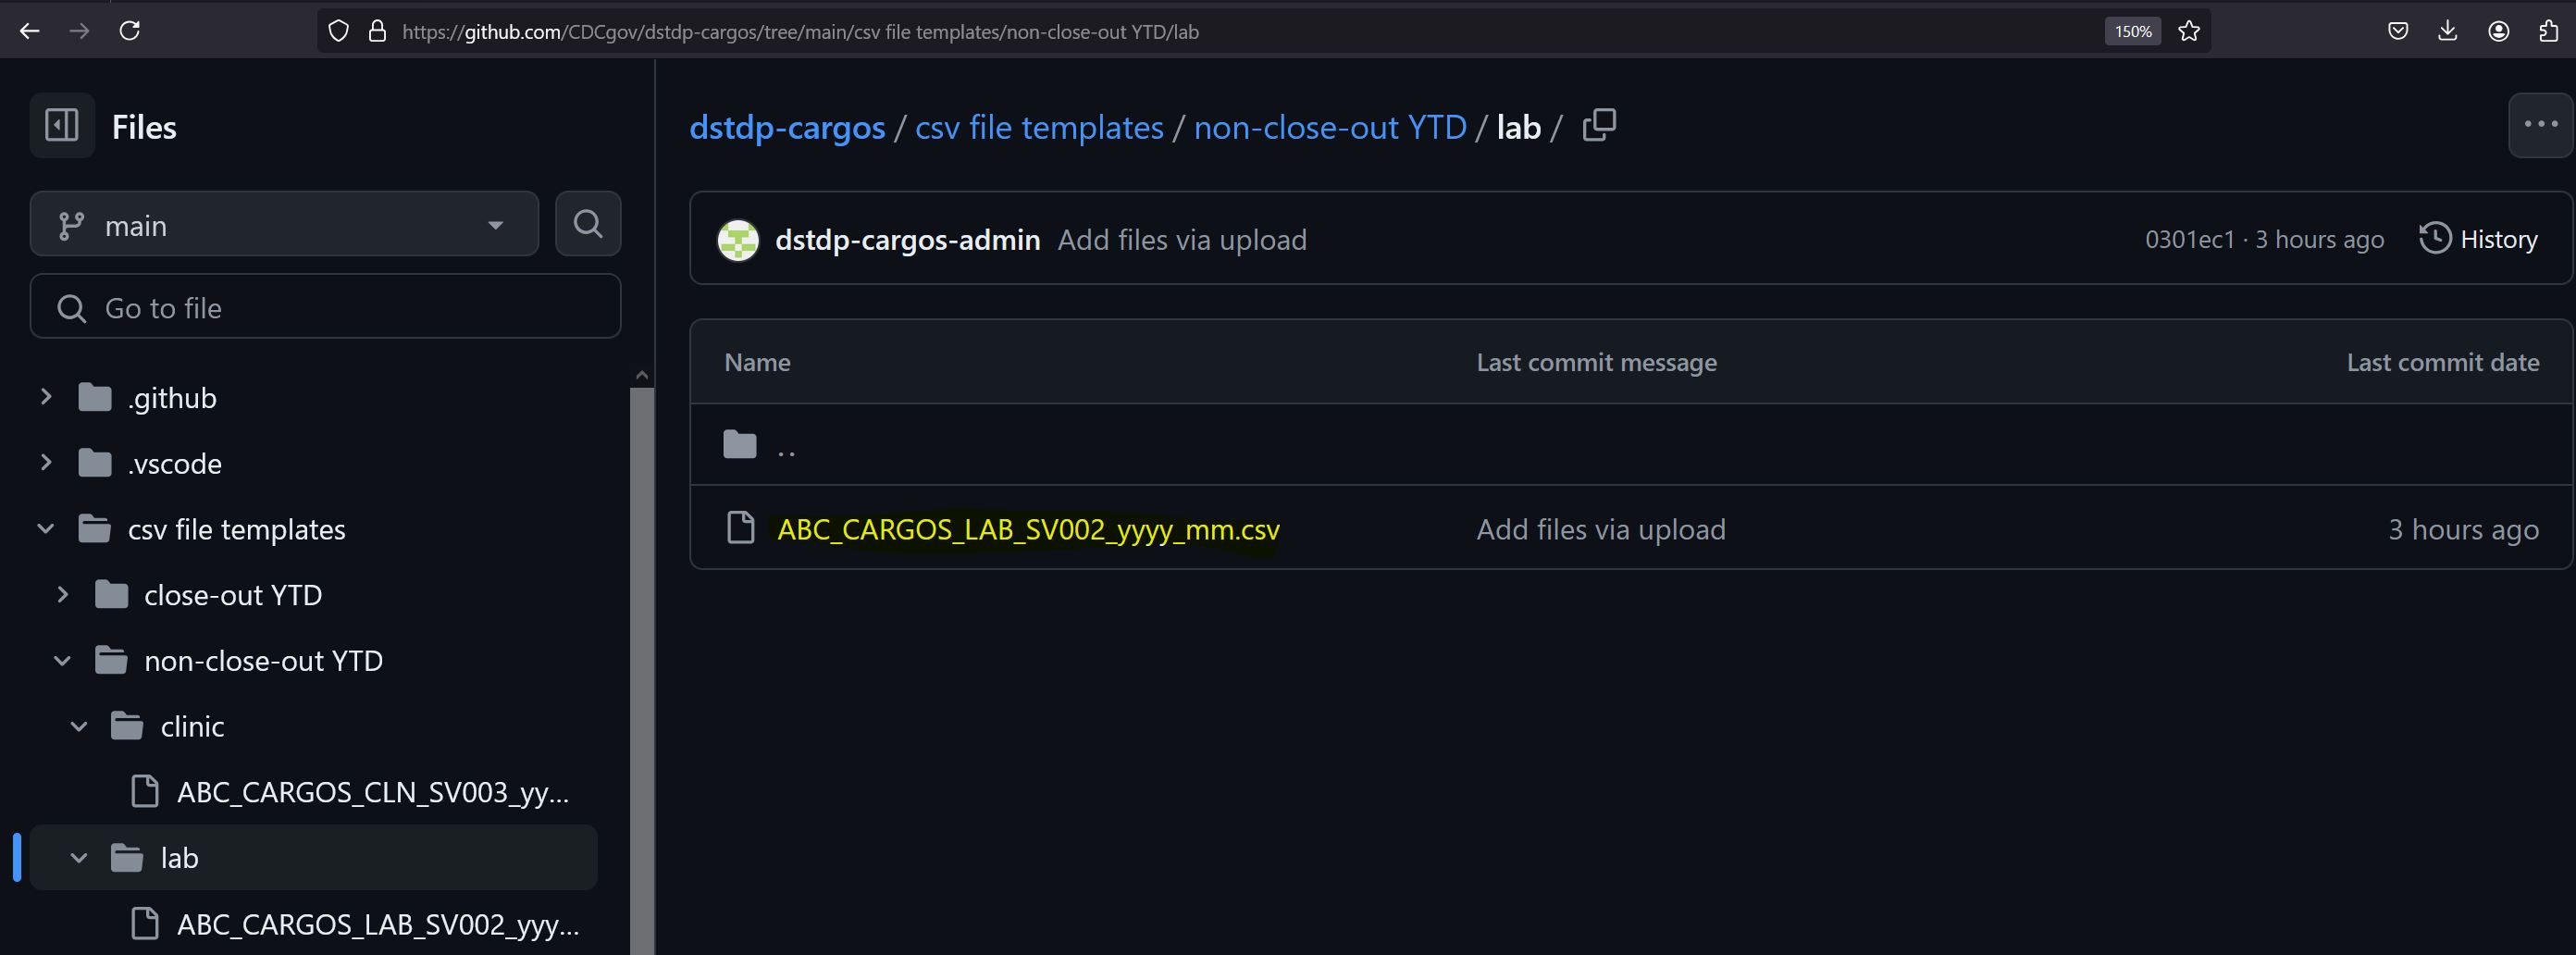 https://github.com/CDCgov/dstdp-cargos/tree/main/csv file templates/non-close-out YTD/lab
150%
Files
main
Go to file
.github
.vscode
csv file templates
close-out YTD
non-close-out YTD
clinic
ABC_CARGOS_CLN_SV003_yy...
lab
ABC_CARGOS_LAB_SV002_yyy...
dstdp-cargos / csv file templates / non-close-out YTD / lab /
dstdp-cargos-admin Add files via upload 0301ec1 · 3 hours ago History
Name Last commit message Last commit date
..
ABC_CARGOS_LAB_SV002_yyyy_mm.csv Add files via upload 3 hours ago